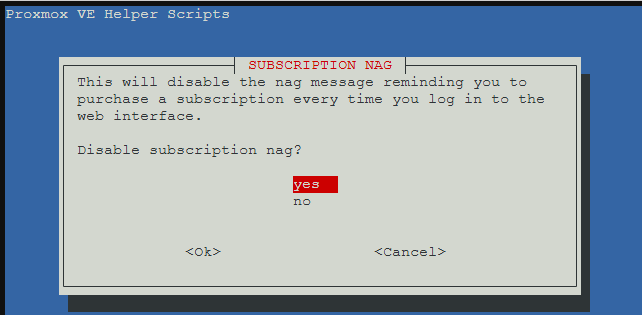 Proxmox VE Helper Scripts
SUBSCRIPTION NAG
This will disable the nag message reminding you to
purchase a subscription every time you log in to the
web interface.
Disable subscription nag?
yes
no
<Ok> <Cancel>